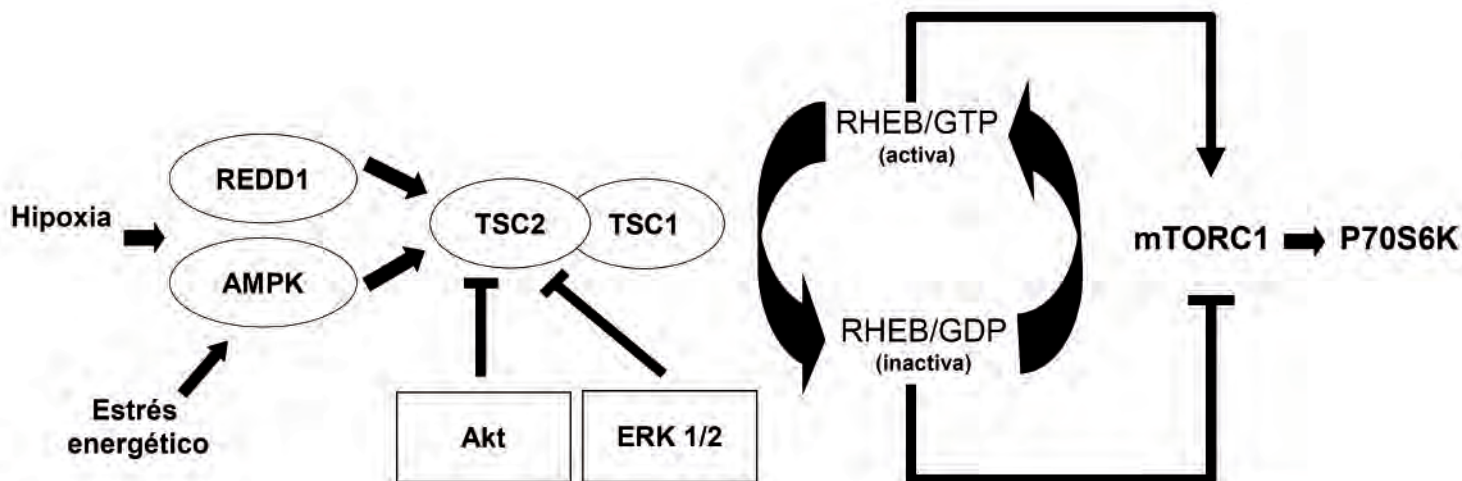 Hipoxia
REDD1
AMPK
Estrés
energético
TSC2
TSC1
Akt
ERK 1/2
RHEB/GTP
(activa)
RHEB/GDP
(inactiva)
mTORC1
P70S6K